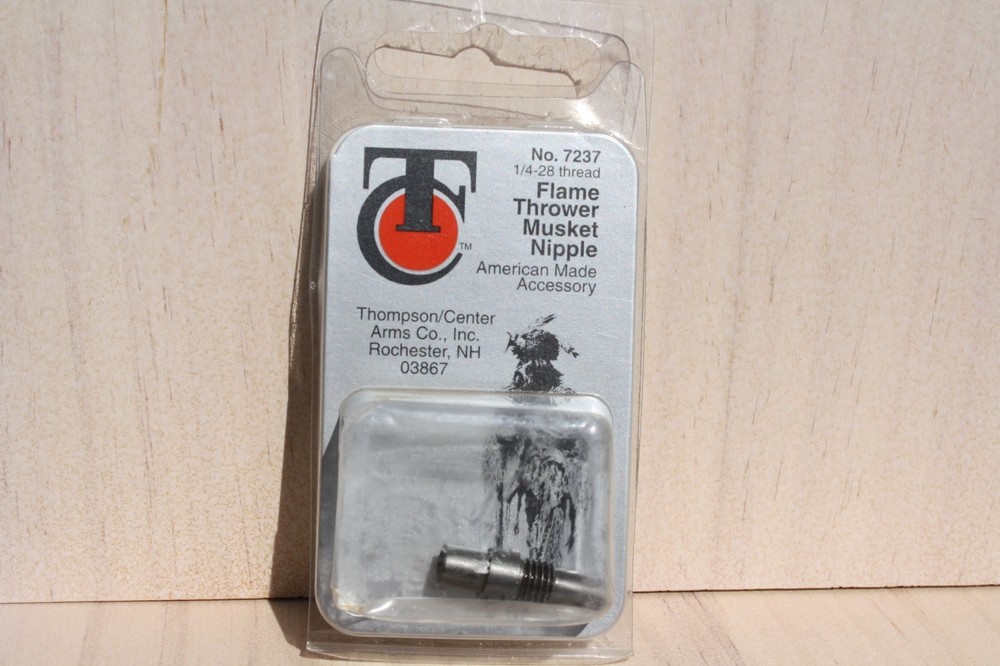 TC
TM
No. 7237
1/4-28 thread
Flame
Thrower
Musket
Nipple
American Made
Accessory
Thompson/Center
Arms Co., Inc.
Rochester, NH
03867